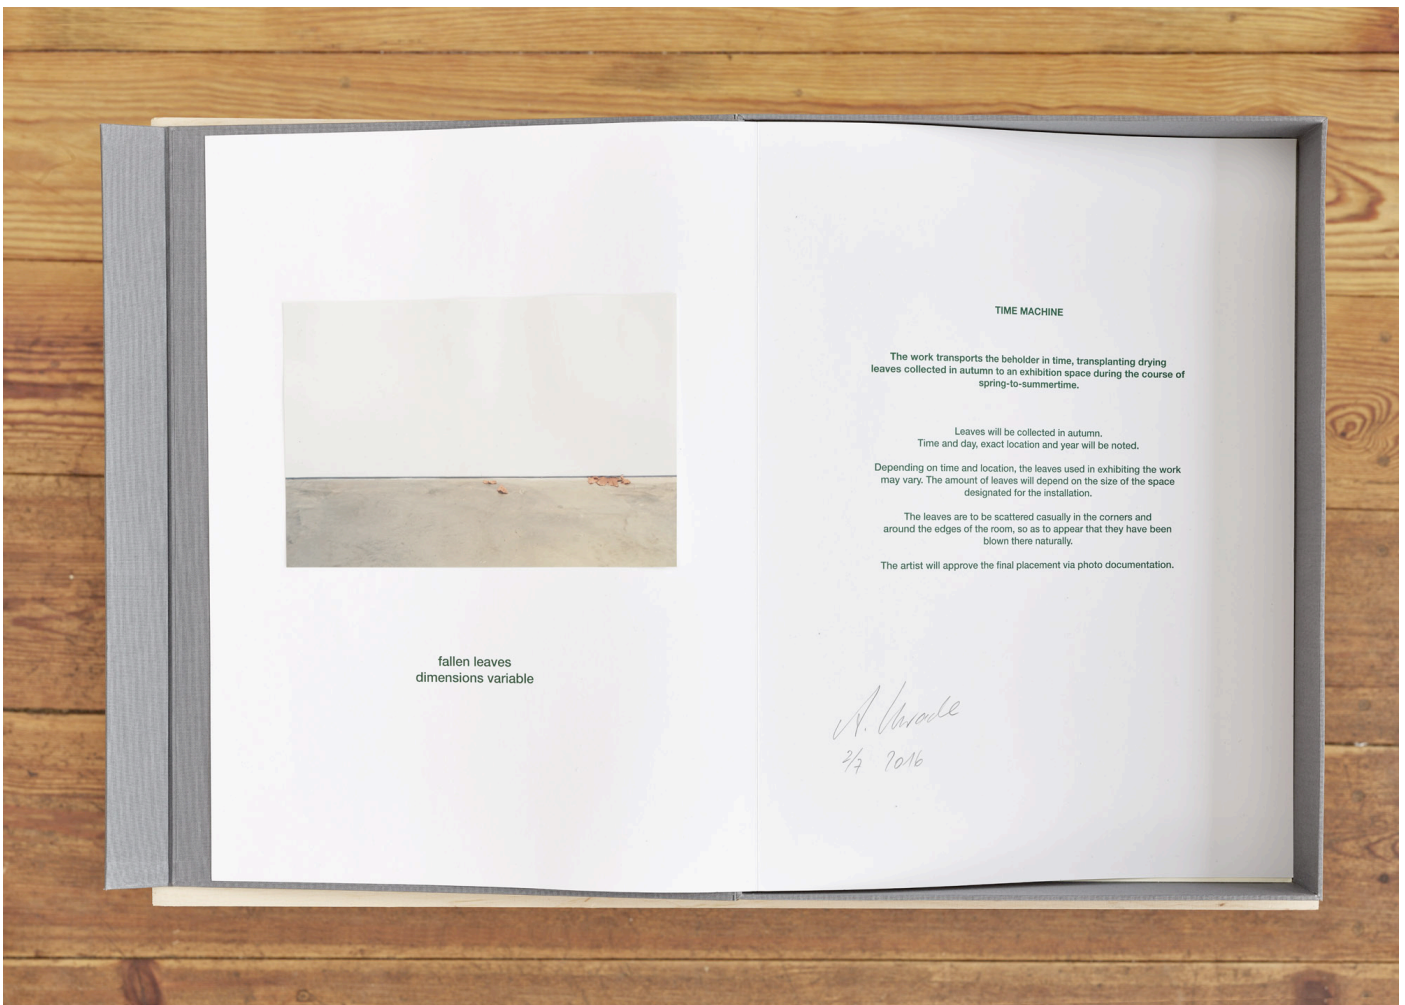 fallen leaves
dimensions variable
TIME MACHINE
The work transports the beholder in time, transplanting drying
leaves collected in autumn to an exhibition space during the course of
spring-to-summertime.
Leaves will be collected in autumn.
Time and day, exact location and year will be noted.
Depending on time and location, the leaves used in exhibiting the work
may vary. The amount of leaves will depend on the size of the space
designated for the installation.
The leaves are to be scattered casually in the corners and
around the edges of the room, so as to appear that they have been
blown there naturally.
The artist will approve the final placement via photo documentation.
A.
2/7 2016